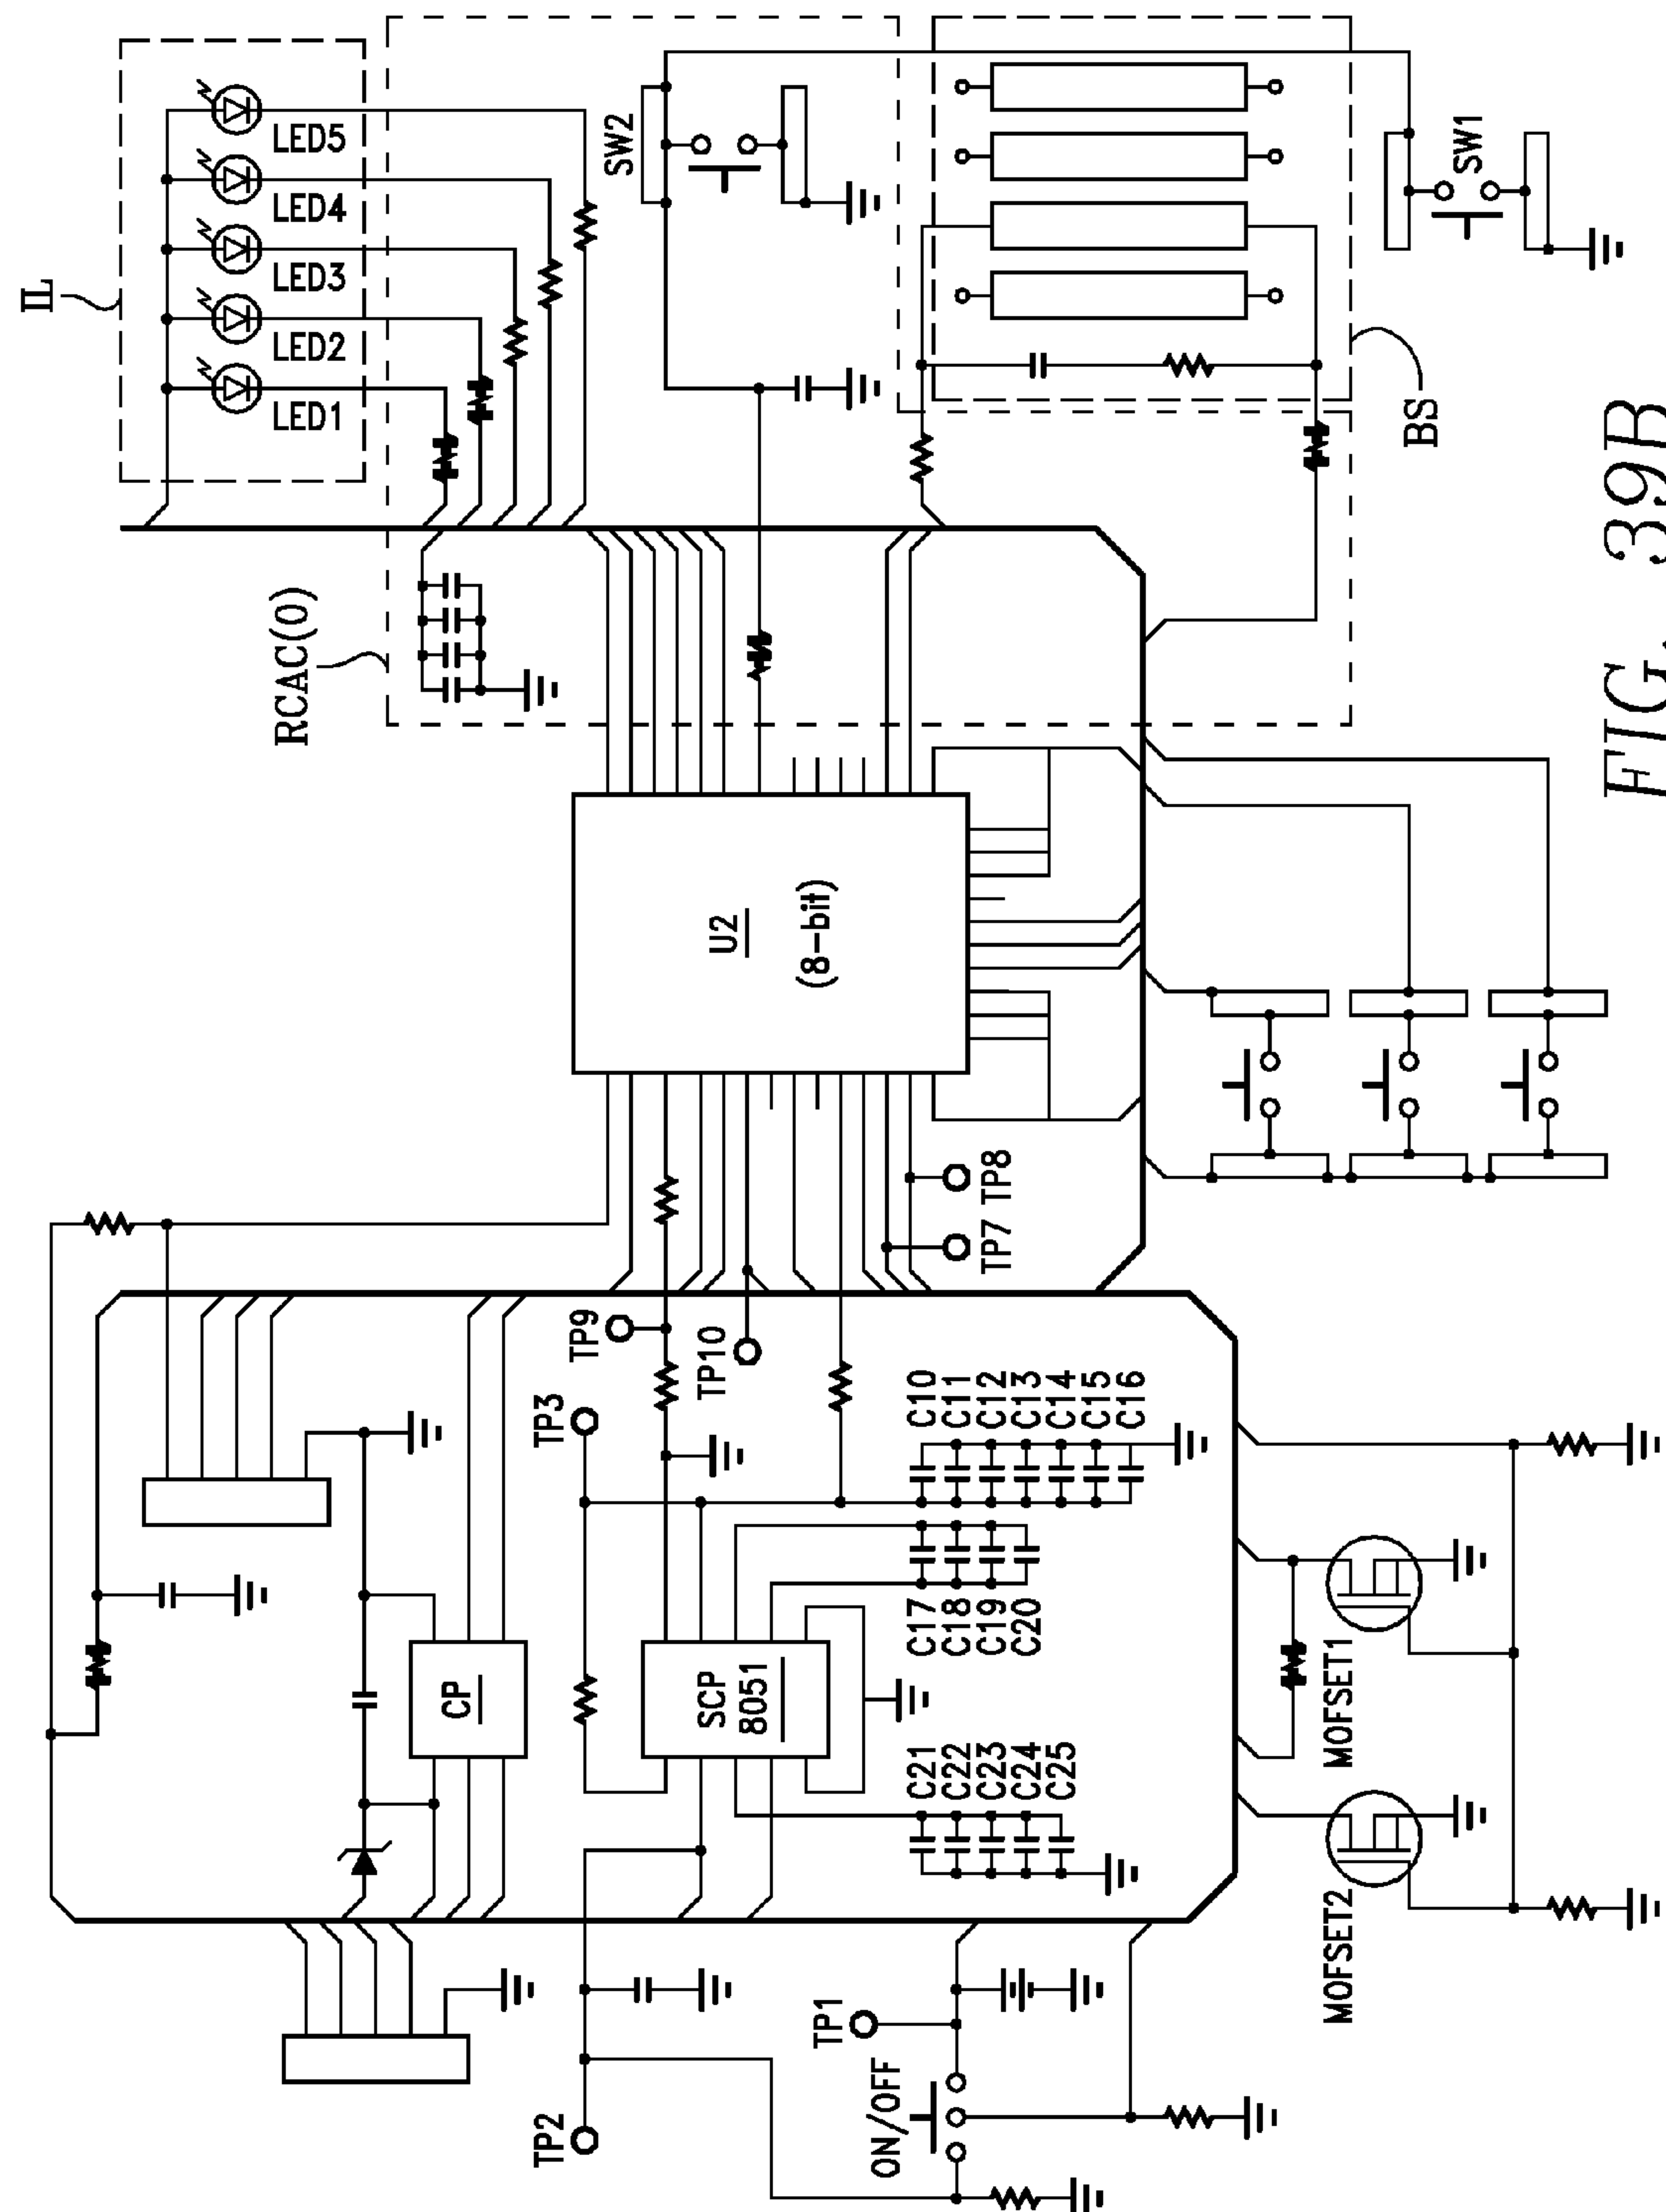 IL
LED1
LED2
LED3
LED4
LED5
RCAC(0)
SW2
SW1
BS
U2
(8-bit)
TP9
TP10
TP7
TP8
TP3
CP
SCP
8051
C10
C11
C12
C13
C14
C15
C16
C17
C18
C19
C20
C21
C22
C23
C24
C25
TP2
TP1
ON/OFF
MOFSET2
MOFSET1
FIG. 39B